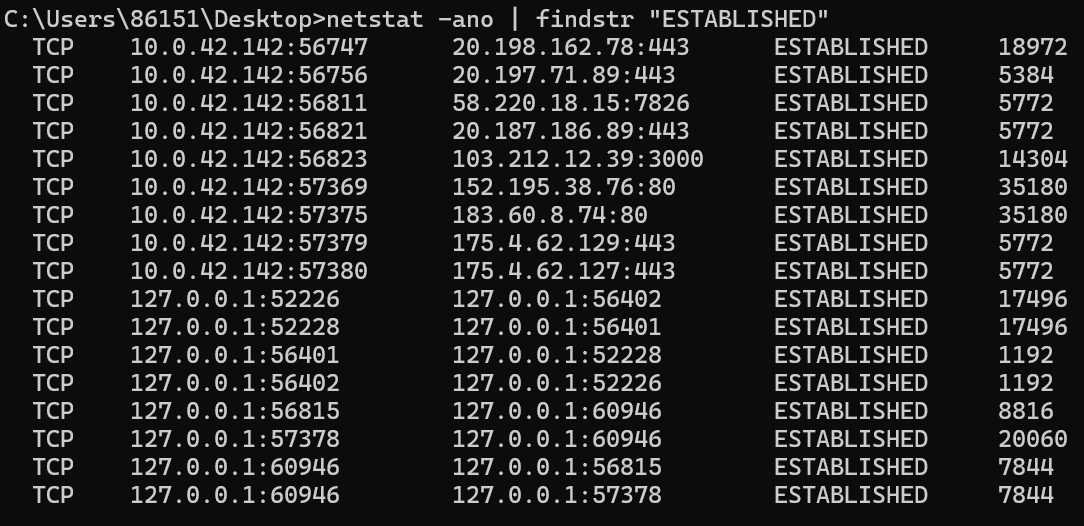 C:\Users\86151\Desktop>netstat -ano | findstr "ESTABLISHED"
TCP 10.0.42.142:56747 20.198.162.78:443 ESTABLISHED 18972
TCP 10.0.42.142:56756 20.197.71.89:443 ESTABLISHED 5384
TCP 10.0.42.142:56811 58.220.18.15:7826 ESTABLISHED 5772
TCP 10.0.42.142:56821 20.187.186.89:443 ESTABLISHED 5772
TCP 10.0.42.142:56823 103.212.12.39:3000 ESTABLISHED 14304
TCP 10.0.42.142:57369 152.195.38.76:80 ESTABLISHED 35180
TCP 10.0.42.142:57375 183.60.8.74:80 ESTABLISHED 35180
TCP 10.0.42.142:57379 175.4.62.129:443 ESTABLISHED 5772
TCP 10.0.42.142:57380 175.4.62.127:443 ESTABLISHED 5772
TCP 127.0.0.1:52226 127.0.0.1:56402 ESTABLISHED 17496
TCP 127.0.0.1:52228 127.0.0.1:56401 ESTABLISHED 17496
TCP 127.0.0.1:56401 127.0.0.1:52228 ESTABLISHED 1192
TCP 127.0.0.1:56402 127.0.0.1:52226 ESTABLISHED 1192
TCP 127.0.0.1:56815 127.0.0.1:60946 ESTABLISHED 8816
TCP 127.0.0.1:57378 127.0.0.1:60946 ESTABLISHED 20060
TCP 127.0.0.1:60946 127.0.0.1:56815 ESTABLISHED 7844
TCP 127.0.0.1:60946 127.0.0.1:57378 ESTABLISHED 7844